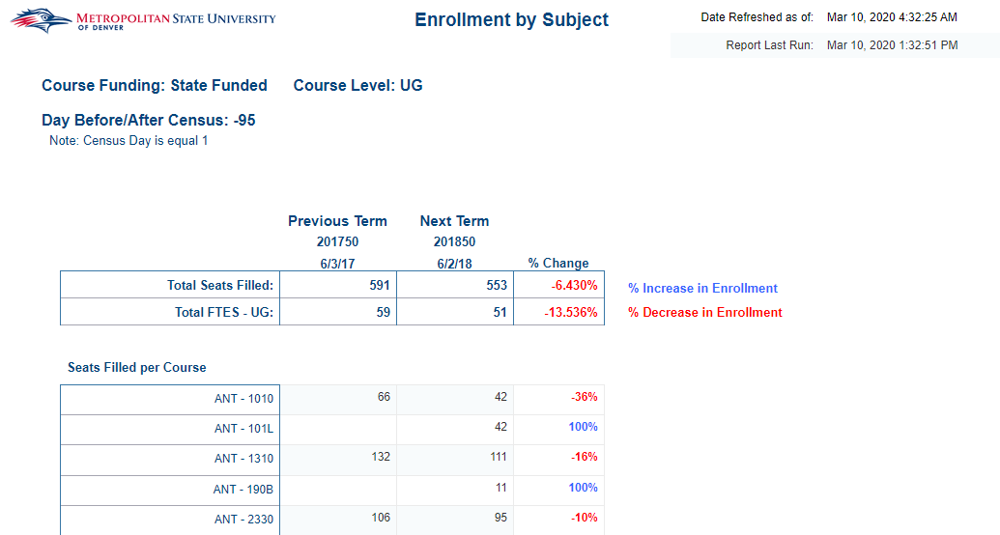 METROPOLITAN STATE UNIVERSITY
OF DENVER
Enrollment by Subject
Date Refreshed as of: Mar 10, 2020 4:32:25 AM
Report Last Run: Mar 10, 2020 1:32:51 PM
Course Funding: State Funded Course Level: UG
Day Before/After Census: -95
Note: Census Day is equal 1
Previous Term Next Term
201750 201850
6/3/17 6/2/18 % Change
Total Seats Filled: 591 553 -6.430% % Increase in Enrollment
Total FTES - UG: 59 51 -13.536% % Decrease in Enrollment
Seats Filled per Course
ANT - 1010 66 42 -36%
ANT - 101L 42 100%
ANT - 1310 132 111 -16%
ANT - 190B 11 100%
ANT - 2330 106 95 -10%